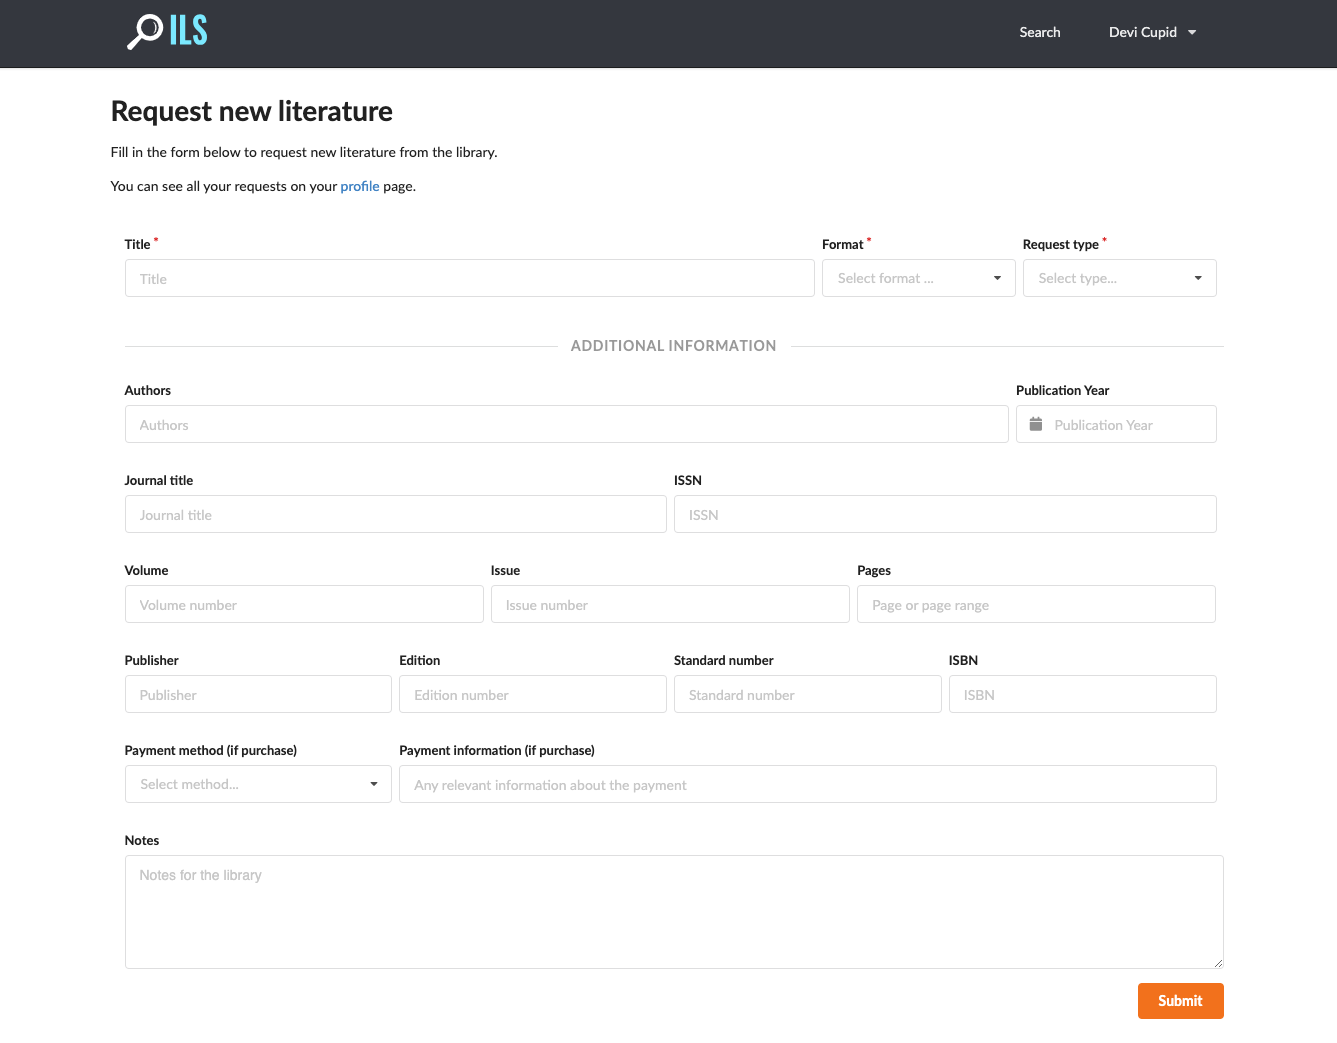 ILS
Search Devi Cupid
Request new literature
Fill in the form below to request new literature from the library.
You can see all your requests on your profile page.
Title * Format * Request type *
Title Select format ... Select type...
ADDITIONAL INFORMATION
Authors Publication Year
Authors Publication Year
Journal title ISSN
Journal title ISSN
Volume Issue Pages
Volume number Issue number Page or page range
Publisher Edition Standard number ISBN
Publisher Edition number Standard number ISBN
Payment method (if purchase) Payment information (if purchase)
Select method... Any relevant information about the payment
Notes
Notes for the library
Submit